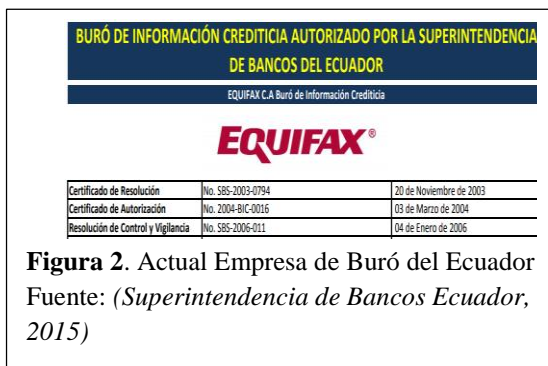 BURÓ DE INFORMACIÓN CREDITICIA AUTORIZADO POR LA SUPERINTENDENCIA
DE BANCOS DEL ECUADOR
EQUIFAX C.A Buró de Información Crediticia
EQUIFAX®
Certificado de Resolución No. SBS-2003-0794 20 de Noviembre de 2003
Certificado de Autorización No. 2004-BIC-0016 03 de Marzo de 2004
Resolución de Control y Vigilancia No. SBS-2006-011 04 de Enero de 2006
Figura 2. Actual Empresa de Buró del Ecuador
Fuente: (Superintendencia de Bancos Ecuador,
2015)